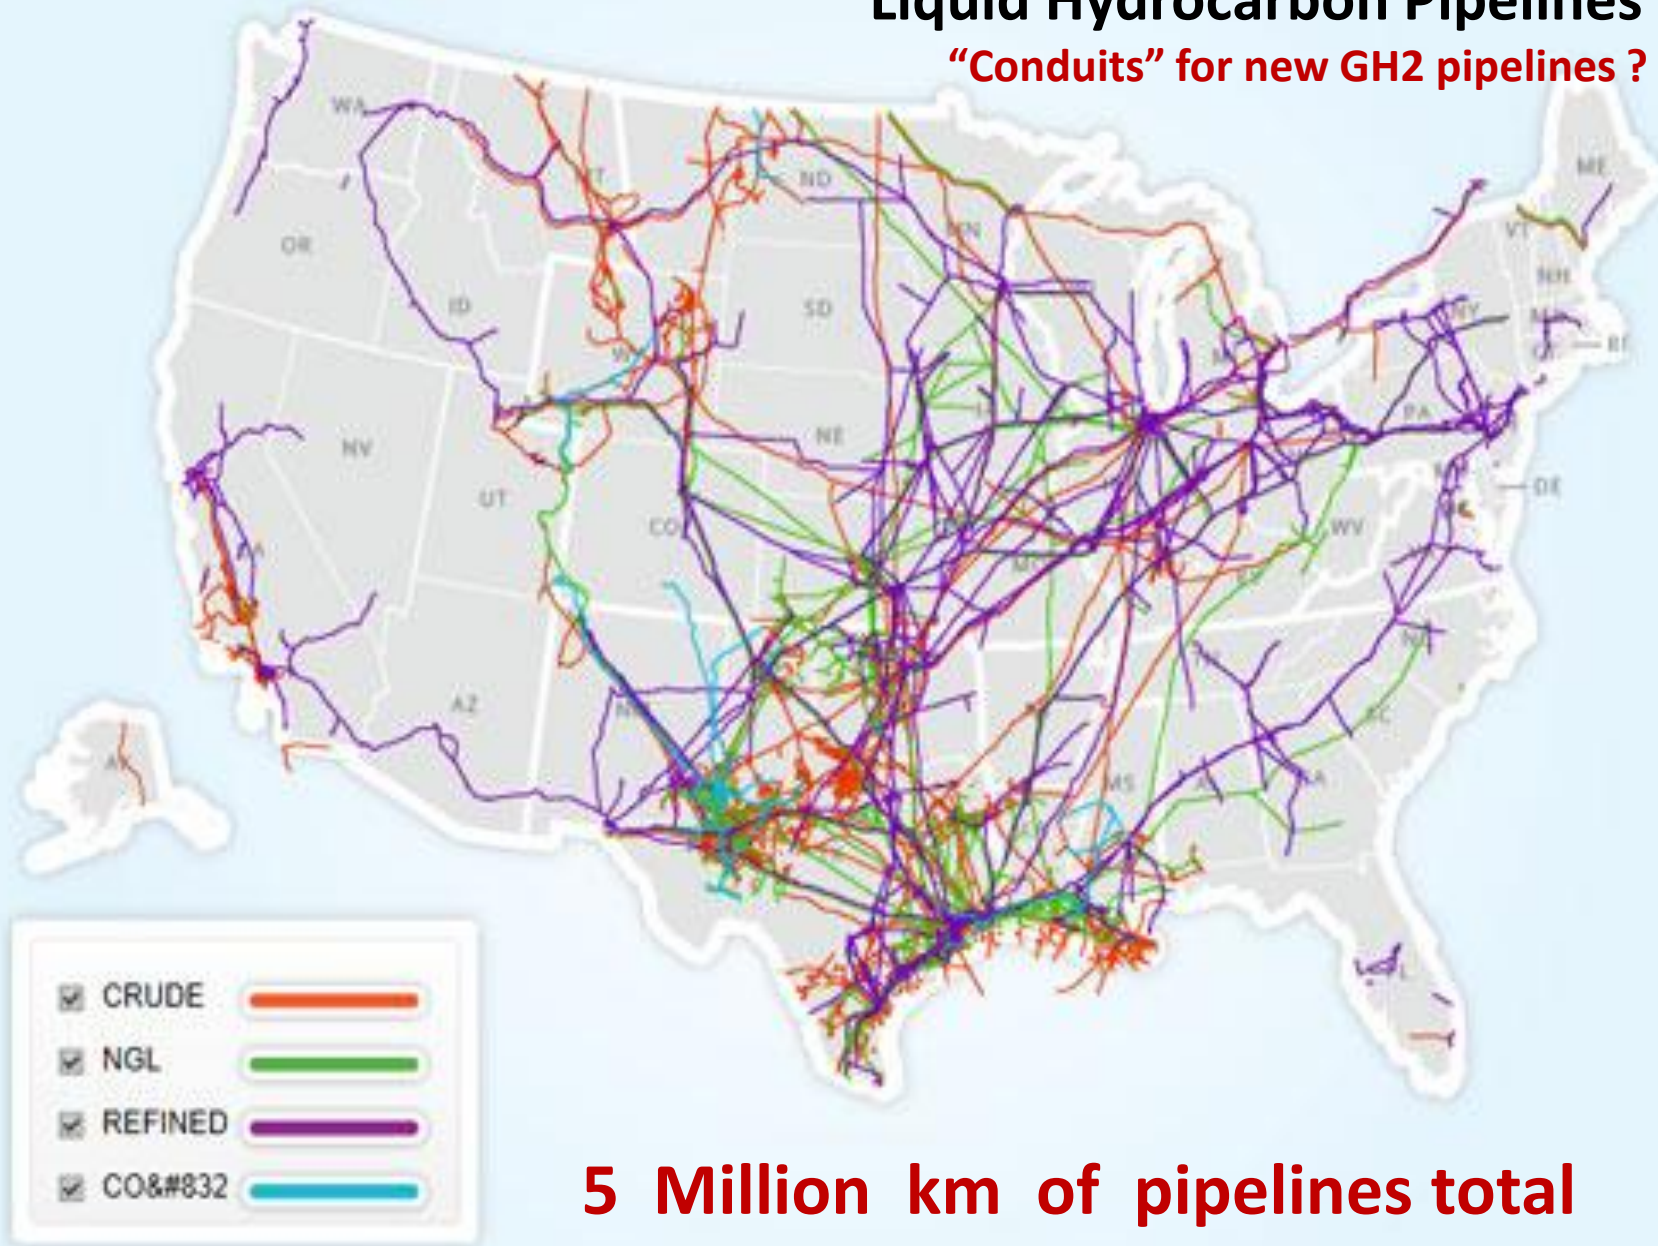 Liquid Hydrocarbon Pipelines
“Conduits” for new GH2 pipelines ?
WA
ME
MT
ND
MN
VT
OR
NH
ID
SD
NY
NE
PA
NV
UT
DE
CO
WV
AZ
SC
AK
MS
CRUDE
NGL
REFINED
CO&#832
5 Million km of pipelines total